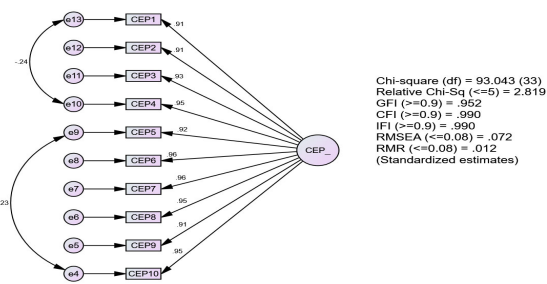 e13 CEP1 .91
e12 CEP2 .91
-.24
e11 CEP3 .93
e10 CEP4 .95
e9 CEP5 .92
e8 CEP6 .96
CEP_
e7 CEP7 .96
23
e6 CEP8 .95
e5 CEP9 .91
e4 CEP10 .95
Chi-square (df) = 93.043 (33)
Relative Chi-Sq (<=5) = 2.819
GFI (>=0.9) = .952
CFI (>=0.9) = .990
IFI (>=0.9) = .990
RMSEA (<=0.08) = .072
RMR (<=0.08) = .012
(Standardized estimates)